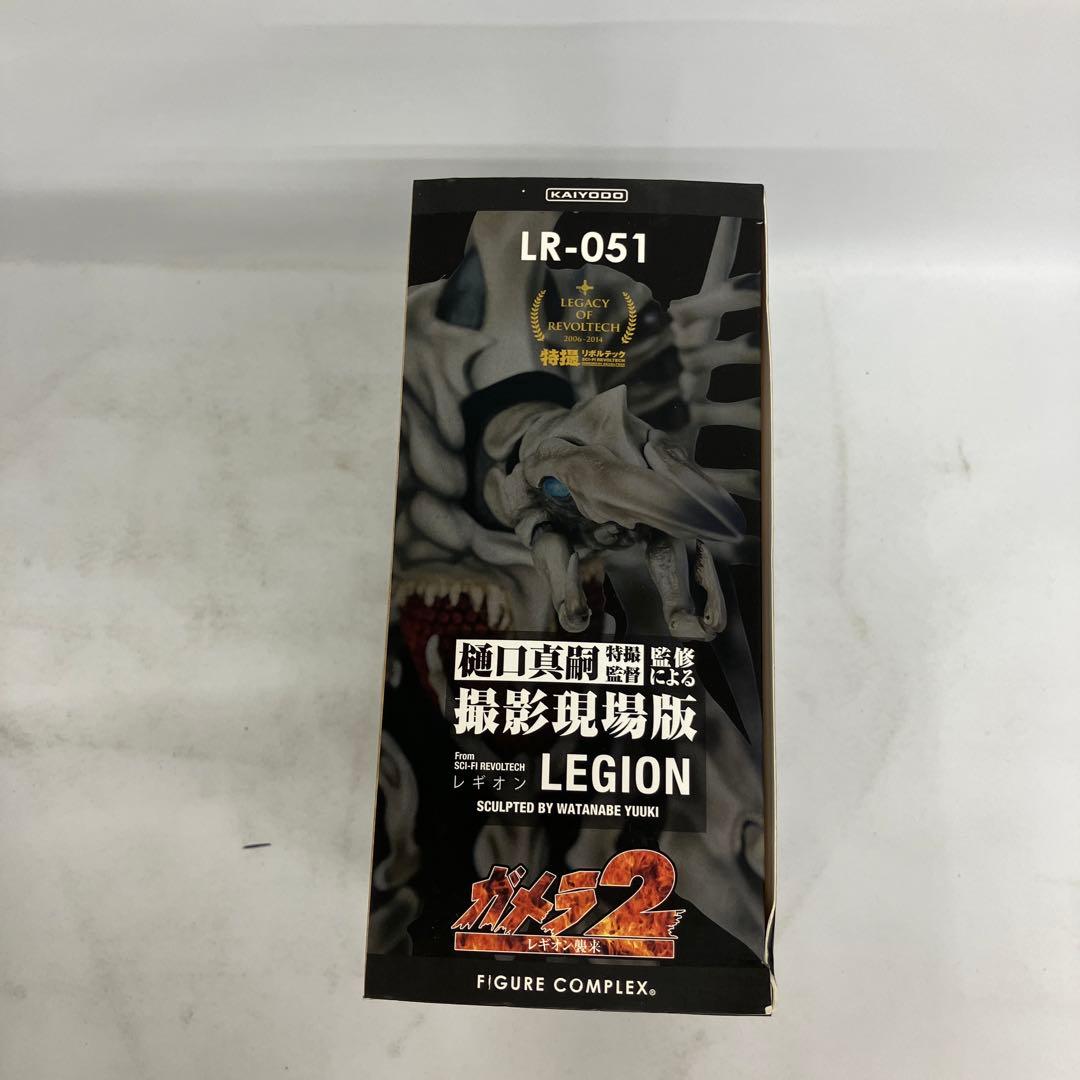 KAIYODO
LR-051
LEGACY
OF
REVOLTECH
2006-2014
特撮 リボルテック
SCI-FI REVOLTECH
樋口真嗣 特撮監督 監修による
撮影現場版
From
SCI-FI REVOLTECH
レギオン LEGION
SCULPTED BY WATANABE YUUKI
ガメラ2
レギオン襲来
FIGURE COMPLEX®